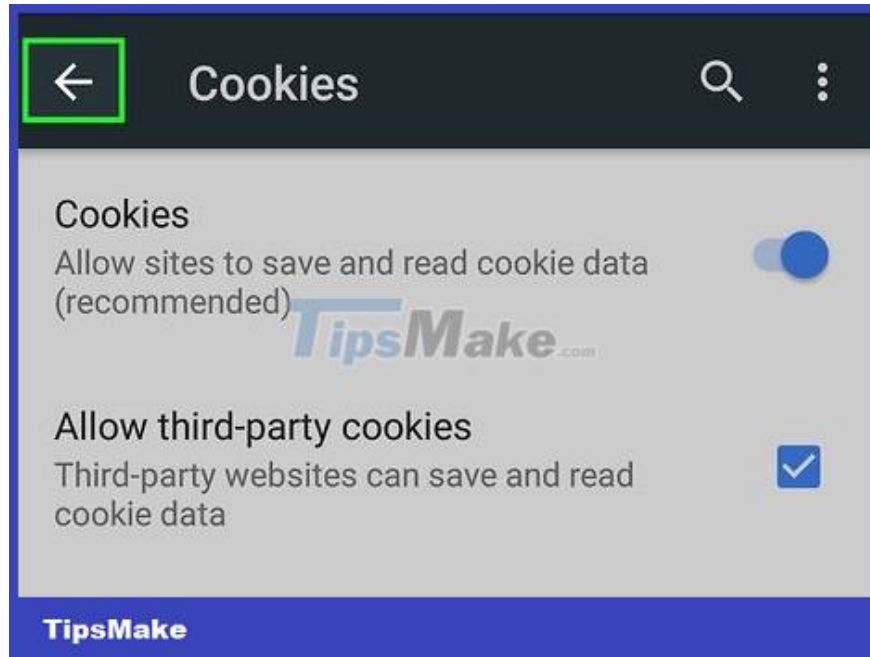 Cookies
Cookies
Allow sites to save and read cookie data
(recommended)
TipsMake.com
Allow third-party cookies
Third-party websites can save and read
cookie data
TipsMake